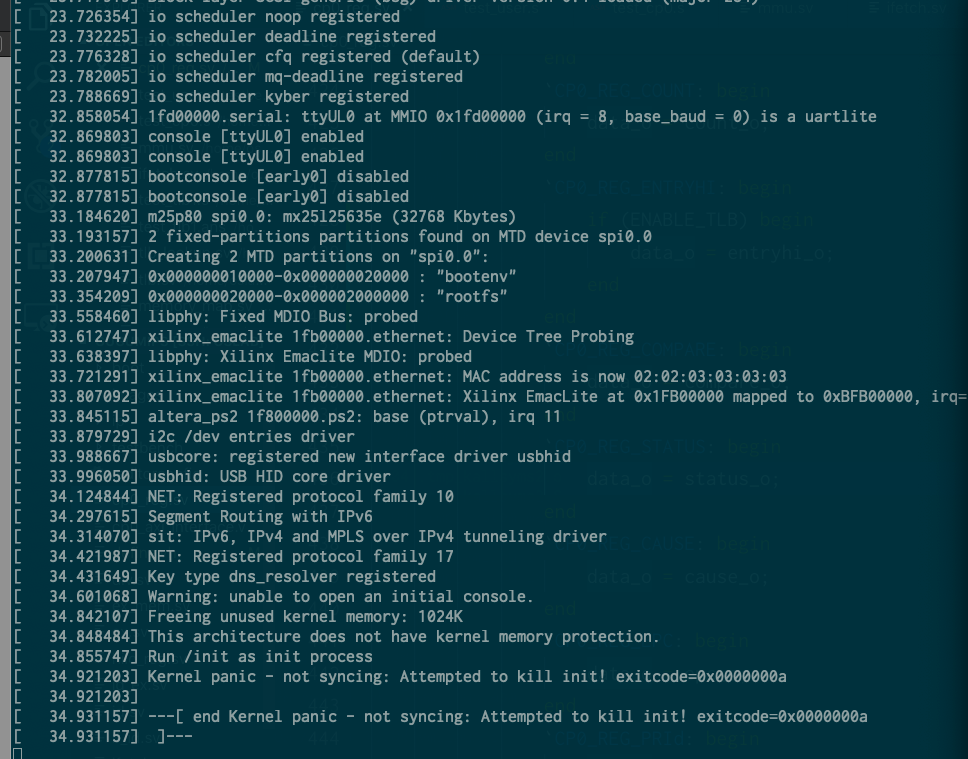 [   23.726354] io scheduler noop registered
[   23.732225] io scheduler deadline registered
[   23.776328] io scheduler cfq registered (default)
[   23.782005] io scheduler mq-deadline registered
[   23.788669] io scheduler kyber registered
[   32.858054] 1fd00000.serial: ttyUL0 at MMIO 0x1fd00000 (irq = 8, base_baud = 0) is a uartlite
[   32.869803] console [ttyUL0] enabled
[   32.869803] console [ttyUL0] enabled
[   32.877815] bootconsole [early0] disabled
[   32.877815] bootconsole [early0] disabled
[   33.184620] m25p80 spi0.0: mx25l25635e (32768 Kbytes)
[   33.193157] 2 fixed-partitions partitions found on MTD device spi0.0
[   33.200631] Creating 2 MTD partitions on "spi0.0":
[   33.207947] 0x000000010000-0x000000020000 : "bootenv"
[   33.354209] 0x000000020000-0x000002000000 : "rootfs"
[   33.558460] libphy: Fixed MDIO Bus: probed
[   33.612747] xilinx_emaclite 1fb00000.ethernet: Device Tree Probing
[   33.638397] libphy: Xilinx Emaclite MDIO: probed
[   33.721291] xilinx_emaclite 1fb00000.ethernet: MAC address is now 02:02:03:03:03:03
[   33.807092] xilinx_emaclite 1fb00000.ethernet: Xilinx EmacLite at 0x1FB00000 mapped to 0xBFB00000, irq=
[   33.845115] altera_ps2 1f800000.ps2: base (ptrval), irq 11
[   33.879729] i2c /dev entries driver
[   33.988667] usbcore: registered new interface driver usbhid
[   33.996050] usbhid: USB HID core driver
[   34.124844] NET: Registered protocol family 10
[   34.297615] Segment Routing with IPv6
[   34.314070] sit: IPv6, IPv4 and MPLS over IPv4 tunneling driver
[   34.421987] NET: Registered protocol family 17
[   34.431649] Key type dns_resolver registered
[   34.601068] Warning: unable to open an initial console.
[   34.842107] Freeing unused kernel memory: 1024K
[   34.848484] This architecture does not have kernel memory protection.
[   34.855747] Run /init as init process
[   34.921203] Kernel panic - not syncing: Attempted to kill init! exitcode=0x0000000a
[   34.921203]
[   34.931157] ---[ end Kernel panic - not syncing: Attempted to kill init! exitcode=0x0000000a
[   34.931157]  ]---